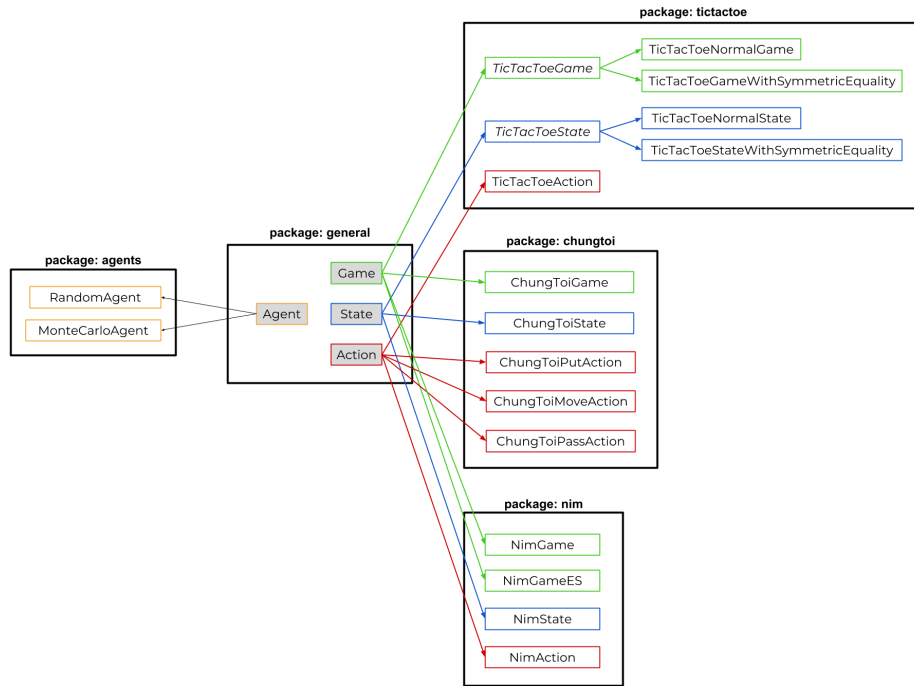 package: tictactoe
TicTacToeGame
TicTacToeNormalGame
TicTacToeGameWithSymmetricEquality
TicTacToeState
TicTacToeNormalState
TicTacToeStateWithSymmetricEquality
TicTacToeAction
package: agents
RandomAgent
MonteCarloAgent
package: general
Agent
Game
State
Action
package: chungtoi
ChungToiGame
ChungToiState
ChungToiPutAction
ChungToiMoveAction
ChungToiPassAction
package: nim
NimGame
NimGameES
NimState
NimAction